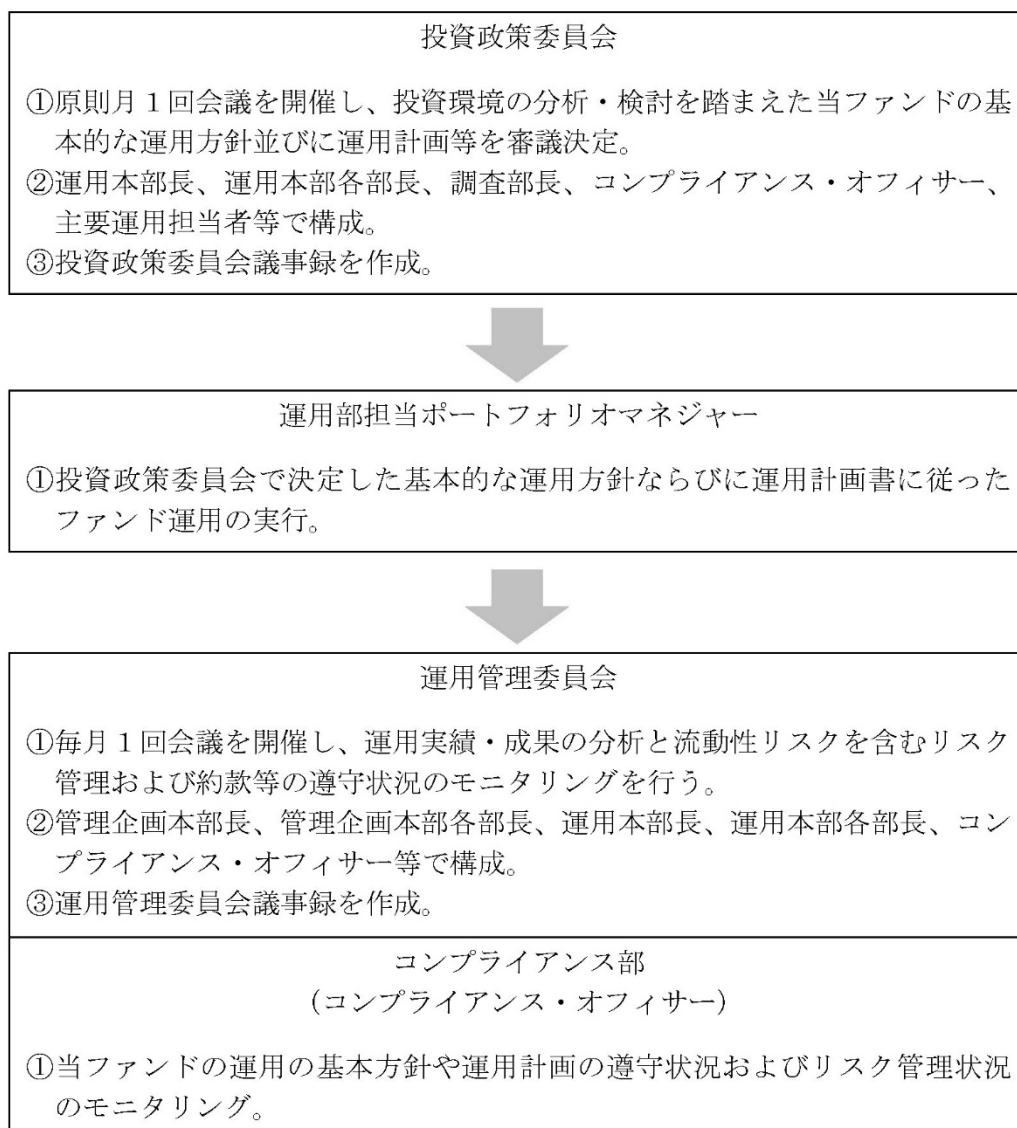 投資政策委員会
①原則月１回会議を開催し、投資環境の分析・検討を踏まえた当ファンドの基
本的な運用方針並びに運用計画等を審議決定。
②運用本部長、運用本部各部長、調査部長、コンプライアンス・オフィサー、
主要運用担当者等で構成。
③投資政策委員会議事録を作成。
運用部担当ポートフォリオマネジャー
①投資政策委員会で決定した基本的な運用方針ならびに運用計画書に従った
ファンド運用の実行。
運用管理委員会
①毎月１回会議を開催し、運用実績・成果の分析と流動性リスクを含むリスク
管理および約款等の遵守状況のモニタリングを行う。
②管理企画本部長、管理企画本部各部長、運用本部長、運用本部各部長、コン
プライアンス・オフィサー等で構成。
③運用管理委員会議事録を作成。
コンプライアンス部
（コンプライアンス・オフィサー）
①当ファンドの運用の基本方針や運用計画の遵守状況およびリスク管理状況
のモニタリング。